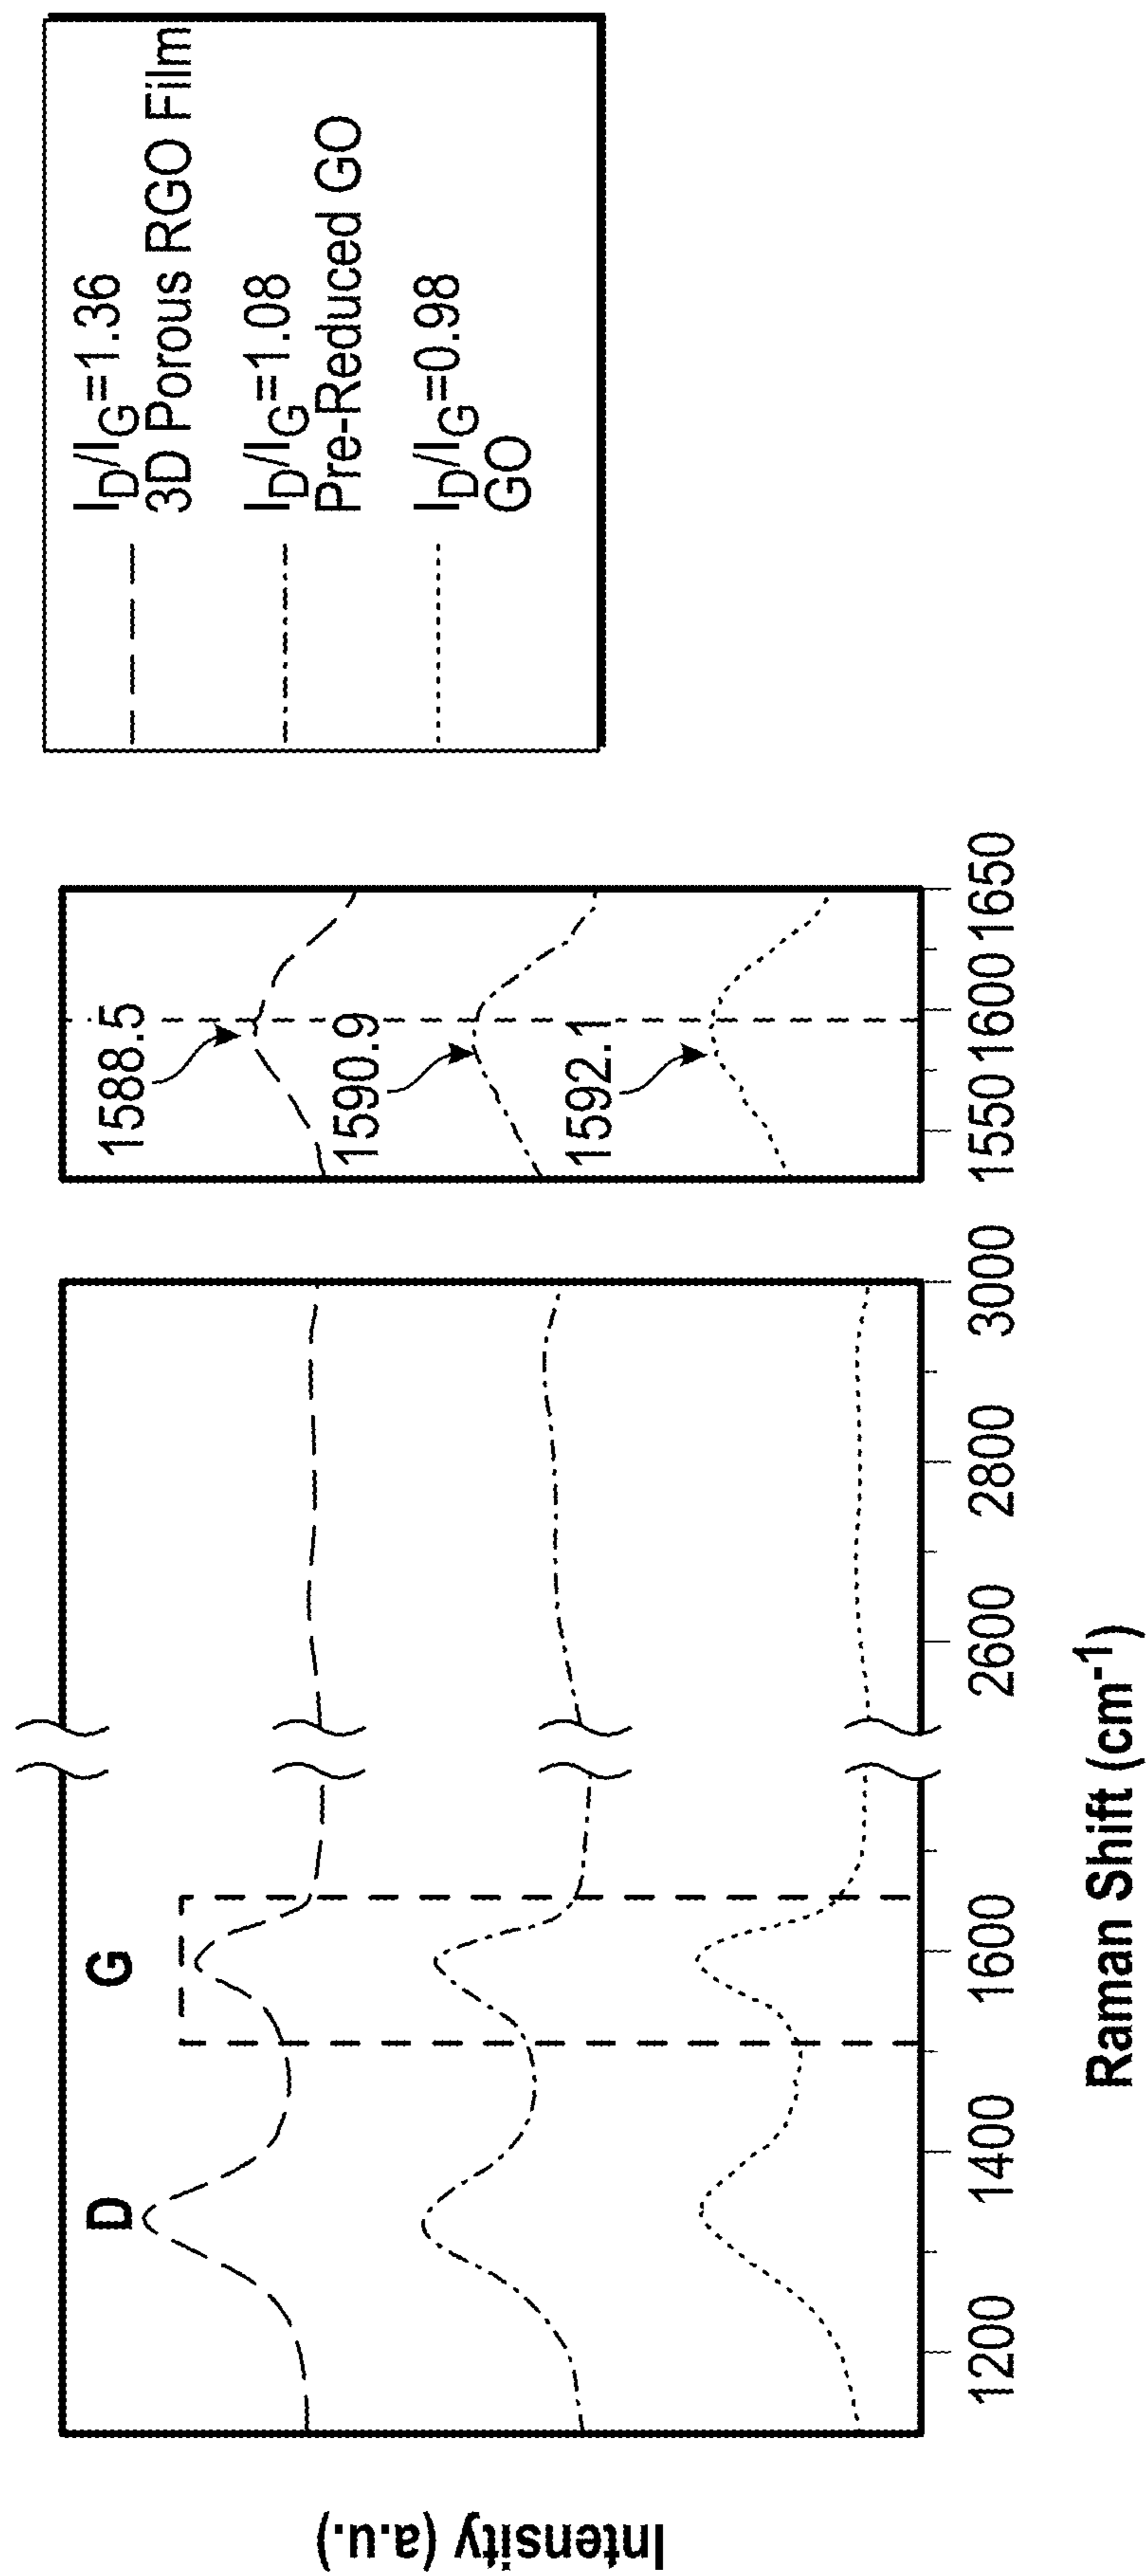 Intensity (a.u.)
D
G
1200
1400
1600
2600
2800
3000
1588.5
1590.9
1592.1
1550
1600
1650
Raman Shift (cm-1)
ID/IG=1.36
3D Porous RGO Film
ID/IG=1.08
Pre-Reduced GO
ID/IG=0.98
GO